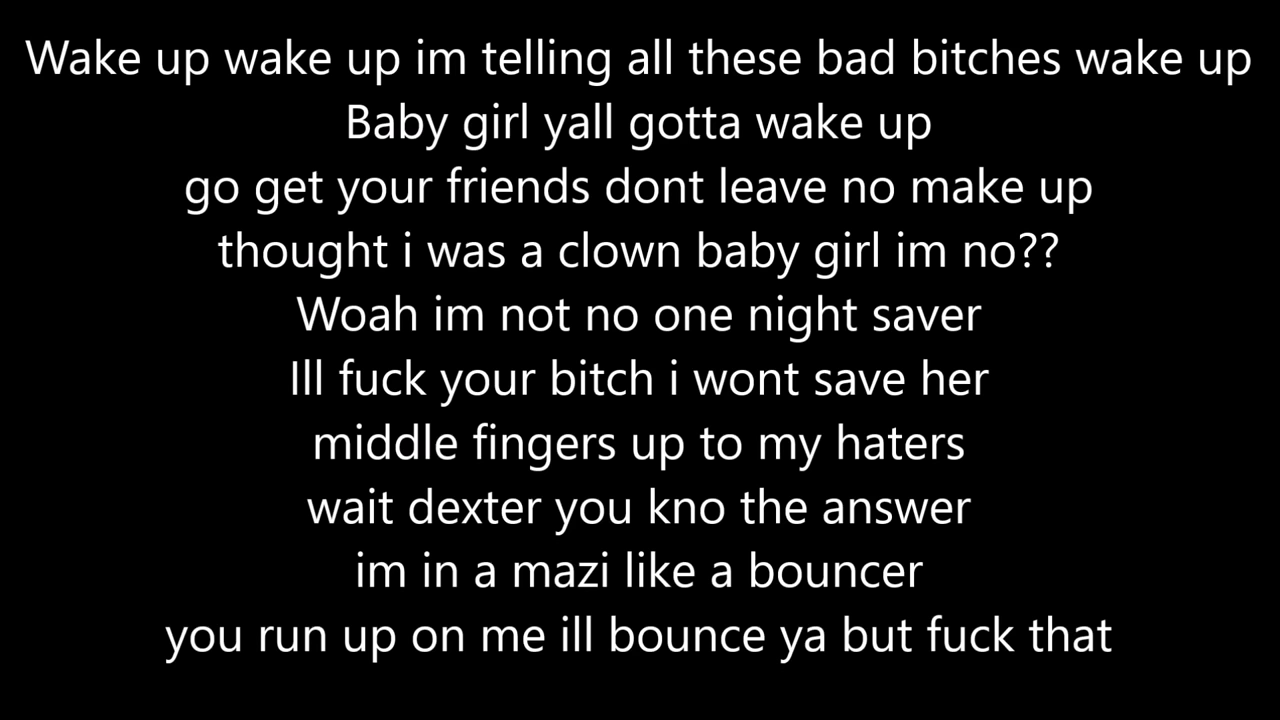 Wake up wake up im telling all these bad bitches wake up
Baby girl yall gotta wake up
go get your friends dont leave no make up
thought i was a clown baby girl im no??
Woah im not no one night saver
Ill fuck your bitch i wont save her
middle fingers up to my haters
wait dexter you kno the answer
im in a mazi like a bouncer
you run up on me ill bounce ya but fuck that